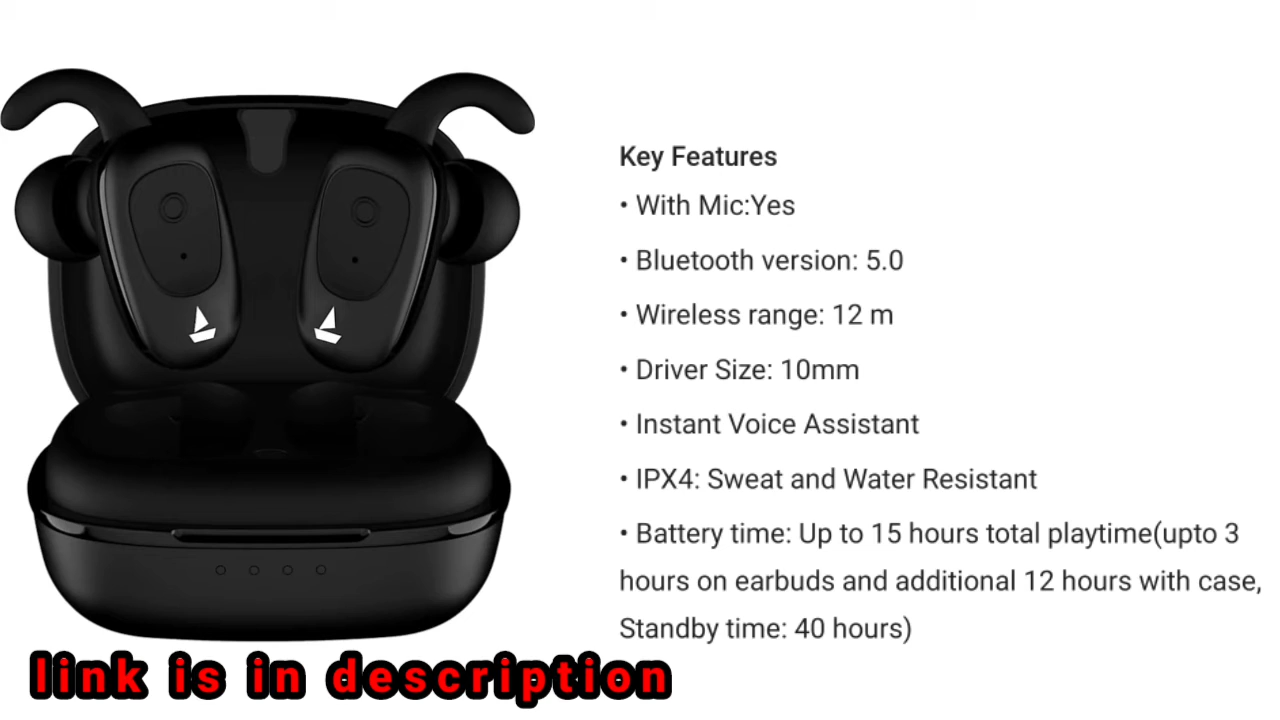 Key Features
• With Mic:Yes
• Bluetooth version: 5.0
• Wireless range: 12 m
• Driver Size: 10mm
• Instant Voice Assistant
• IPX4: Sweat and Water Resistant
• Battery time: Up to 15 hours total playtime(upto 3
hours on earbuds and additional 12 hours with case,
Standby time: 40 hours)
link is in description